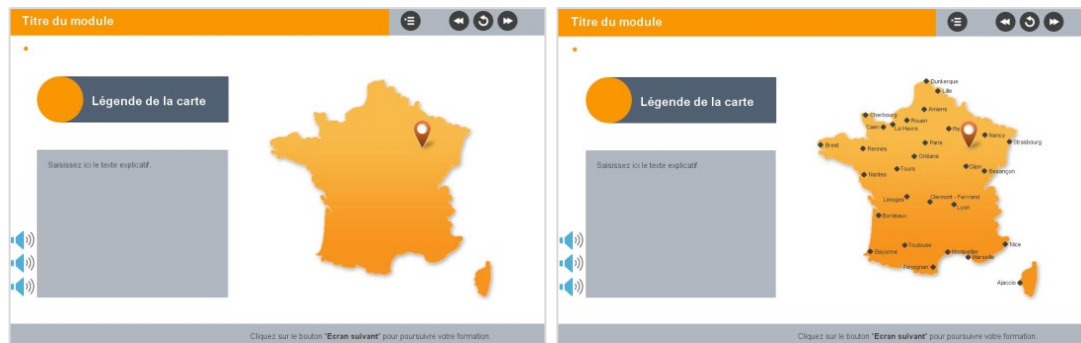 Titre du module
Légende de la carte
Saisissez ici le texte explicatif.
Cliquez sur le bouton "Ecran suivant" pour poursuivre votre formation.
Titre du module
Légende de la carte
Saisissez ici le texte explicatif.
Dunkerque
Lille
Amiens
Cherbourg
Rouen
Caen
Le Havre
Re
Nancy
Strasbourg
Brest
Rennes
Paris
Orléans
Tours
Dijon
Besançon
Nantes
Limoges
Clermont - Ferrand
Lyon
Bordeaux
Toulouse
Bayonne
Montpellier
Marseille
Nice
Perpignan
Ajaccio
Cliquez sur le bouton "Ecran suivant" pour poursuivre votre formation.